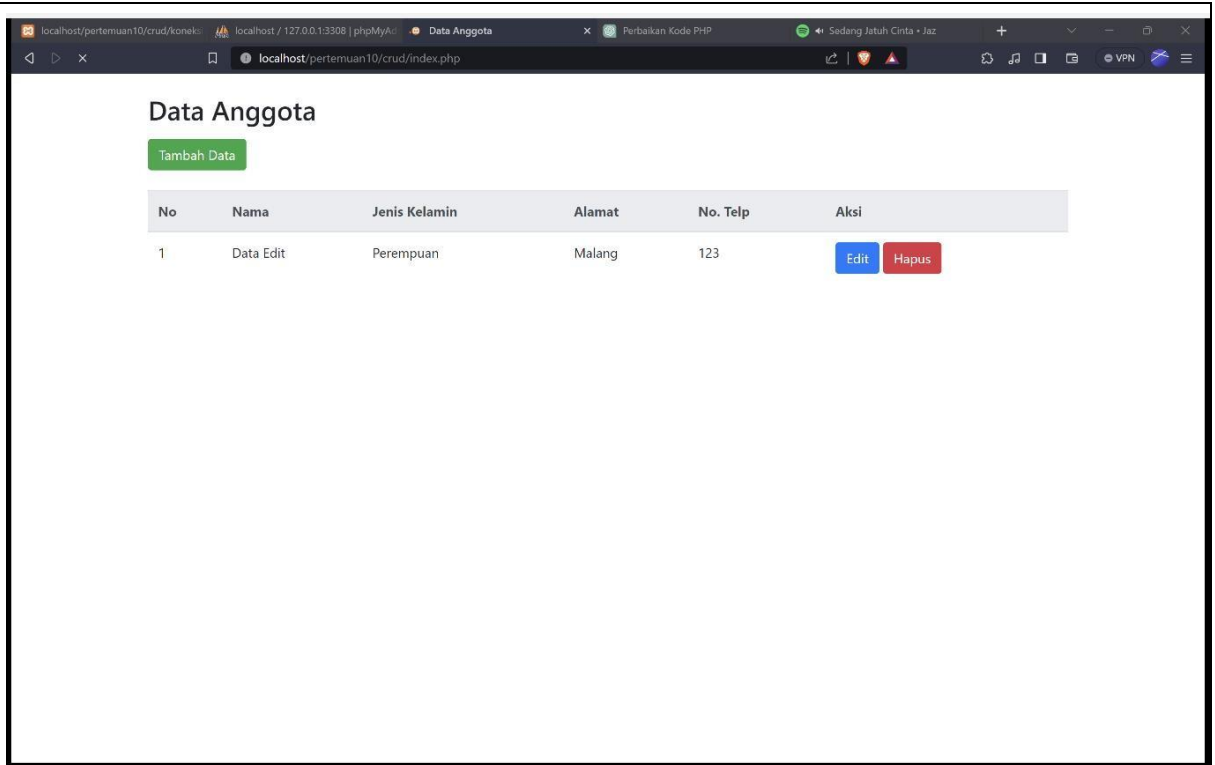 localhost/pertemuan10/crud/koneks
localhost / 127.0.0.1:3308 | phpMyAd
Data Anggota
Perbaikan Kode PHP
Sedang Jatuh Cinta • Jaz
localhost/pertemuan10/crud/index.php
VPN
Data Anggota
Tambah Data
No Nama Jenis Kelamin Alamat No. Telp Aksi
1 Data Edit Perempuan Malang 123 Edit Hapus